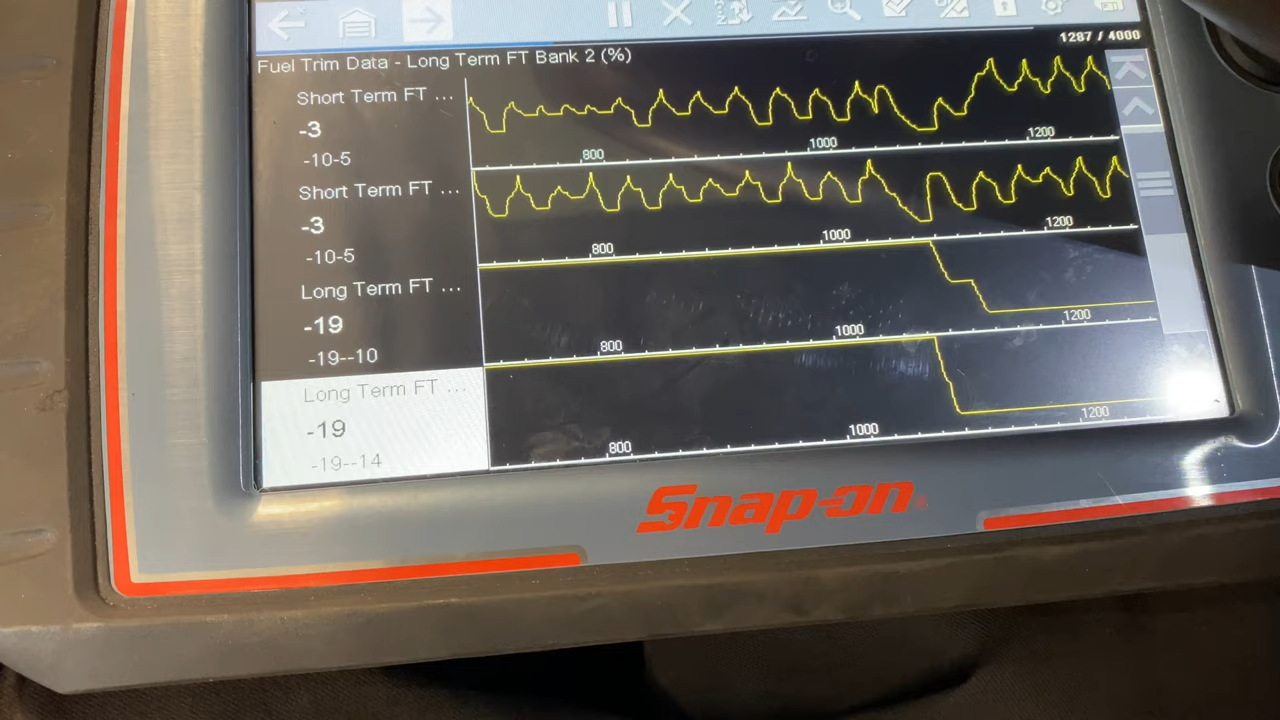 1287 / 4000
Fuel Trim Data - Long Term FT Bank 2 (%)
Short Term FT ...
-3
-10-5
800
1000
1200
Short Term FT ...
-3
-10-5
800
1000
1200
Long Term FT ...
-19
-19--10
800
1000
1200
Long Term FT ...
-19
-19--14
800
1000
1200
Snap-on®